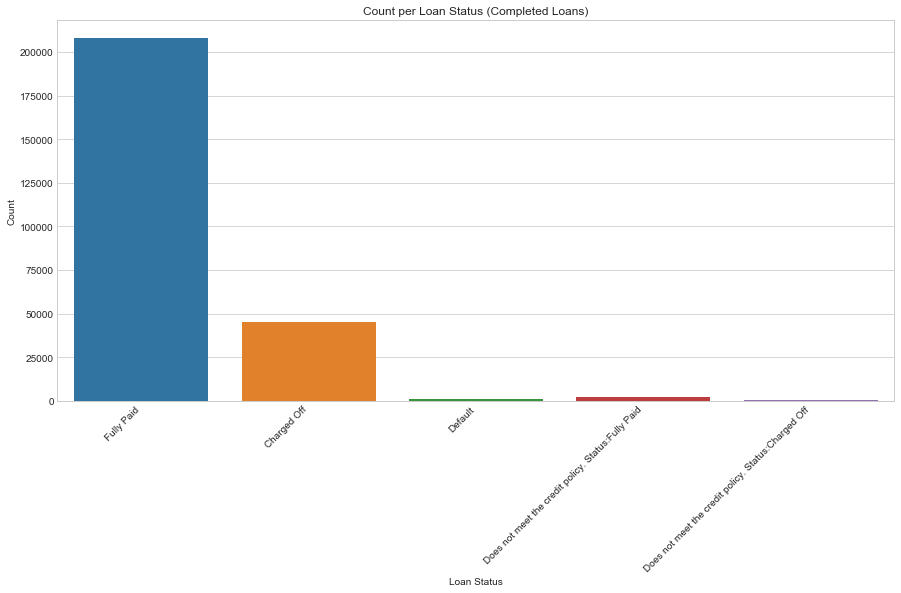 Count per Loan Status (Completed Loans)
200000
175000
150000
125000
100000
75000
50000
25000
0
Count
Fully Paid
Charged Off
Default
Does not meet the credit policy. Status:Fully Paid
Does not meet the credit policy. Status:Charged Off
Loan Status